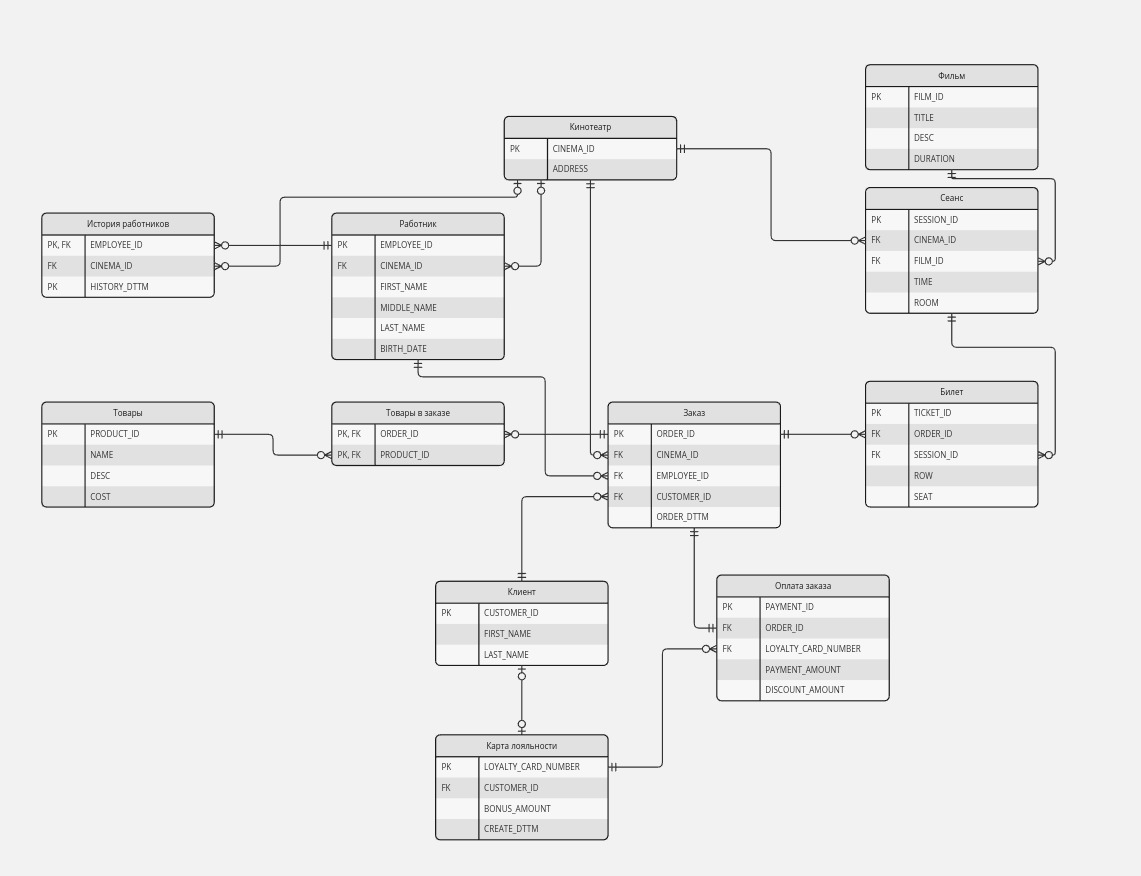 Фильм
PK FILM_ID
TITLE
DESC
DURATION
Кинотеатр
PK CINEMA_ID
ADDRESS
Сеанс
PK SESSION_ID
FK CINEMA_ID
FK FILM_ID
TIME
ROOM
История работников
PK, FK EMPLOYEE_ID
FK CINEMA_ID
PK HISTORY_DTTM
Работник
PK EMPLOYEE_ID
FK CINEMA_ID
FIRST_NAME
MIDDLE_NAME
LAST_NAME
BIRTH_DATE
Товары
PK PRODUCT_ID
NAME
DESC
COST
Товары в заказе
PK, FK ORDER_ID
PK, FK PRODUCT_ID
Заказ
PK ORDER_ID
FK CINEMA_ID
FK EMPLOYEE_ID
FK CUSTOMER_ID
ORDER_DTTM
Билет
PK TICKET_ID
FK ORDER_ID
FK SESSION_ID
ROW
SEAT
Клиент
PK CUSTOMER_ID
FIRST_NAME
LAST_NAME
Оплата заказа
PK PAYMENT_ID
FK ORDER_ID
FK LOYALTY_CARD_NUMBER
PAYMENT_AMOUNT
DISCOUNT_AMOUNT
Карта лояльности
PK LOYALTY_CARD_NUMBER
FK CUSTOMER_ID
BONUS_AMOUNT
CREATE_DTTM